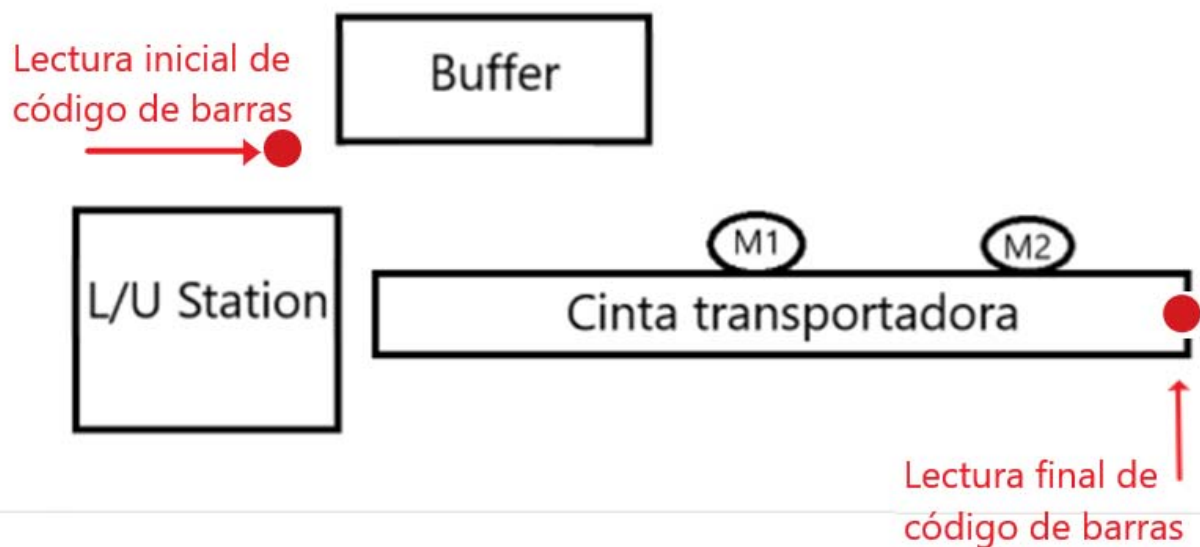 Lectura inicial de
código de barras
Buffer
L/U Station
M1
M2
Cinta transportadora
Lectura final de
código de barras